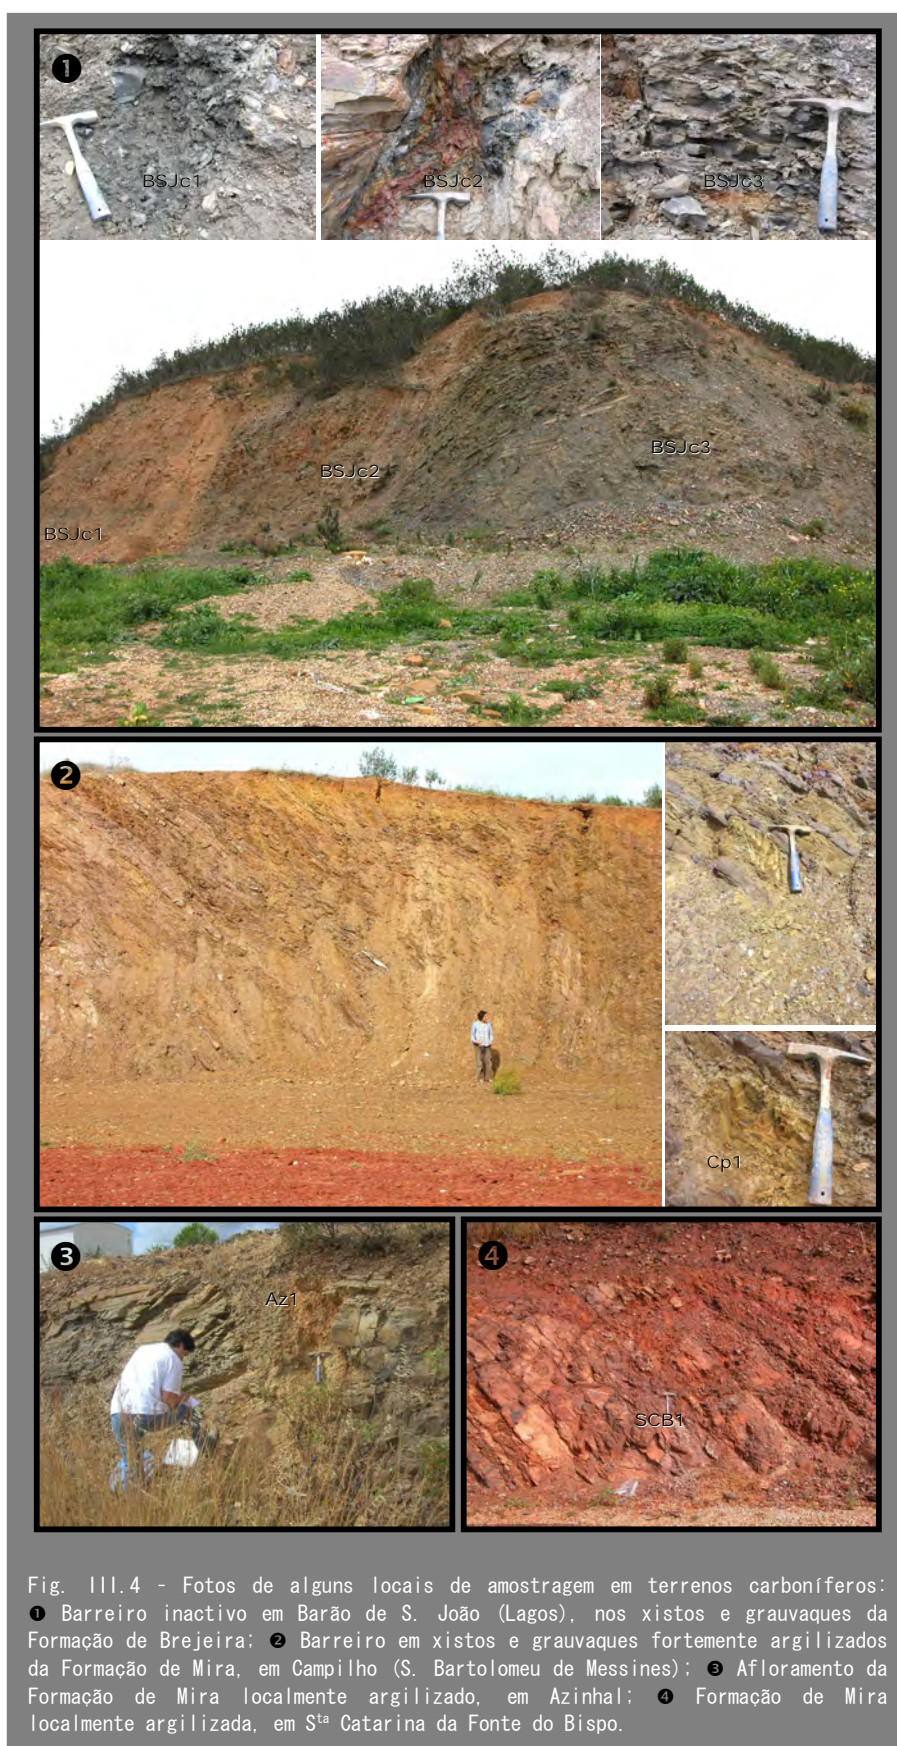 ❶
BSJc1
BSJc2
BSJc3
BSJc3
BSJc2
BSJc1
❷
Cp1
❸
Az1
❹
SCB1
Fig. III.4 - Fotos de alguns locais de amostragem em terrenos carboníferos:
❶ Barreiro inactivo em Barão de S. João (Lagos), nos xistos e grauvaques da
Formação de Brejeira; ❷ Barreiro em xistos e grauvaques fortemente argilizados
da Formação de Mira, em Campilho (S. Bartolomeu de Messines); ❸ Afloramento da
Formação de Mira localmente argilizado, em Azinhal; ❹ Formação de Mira
localmente argilizada, em Sta Catarina da Fonte do Bispo.